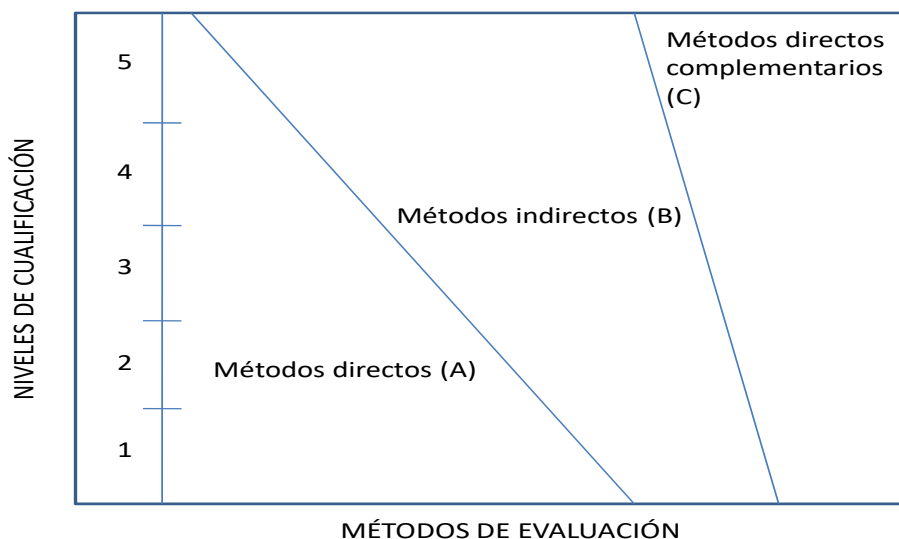 NIVELES DE CUALIFICACIÓN
5
4
3
2
1
Métodos directos
complementarios
(C)
Métodos indirectos (B)
Métodos directos (A)
MÉTODOS DE EVALUACIÓN